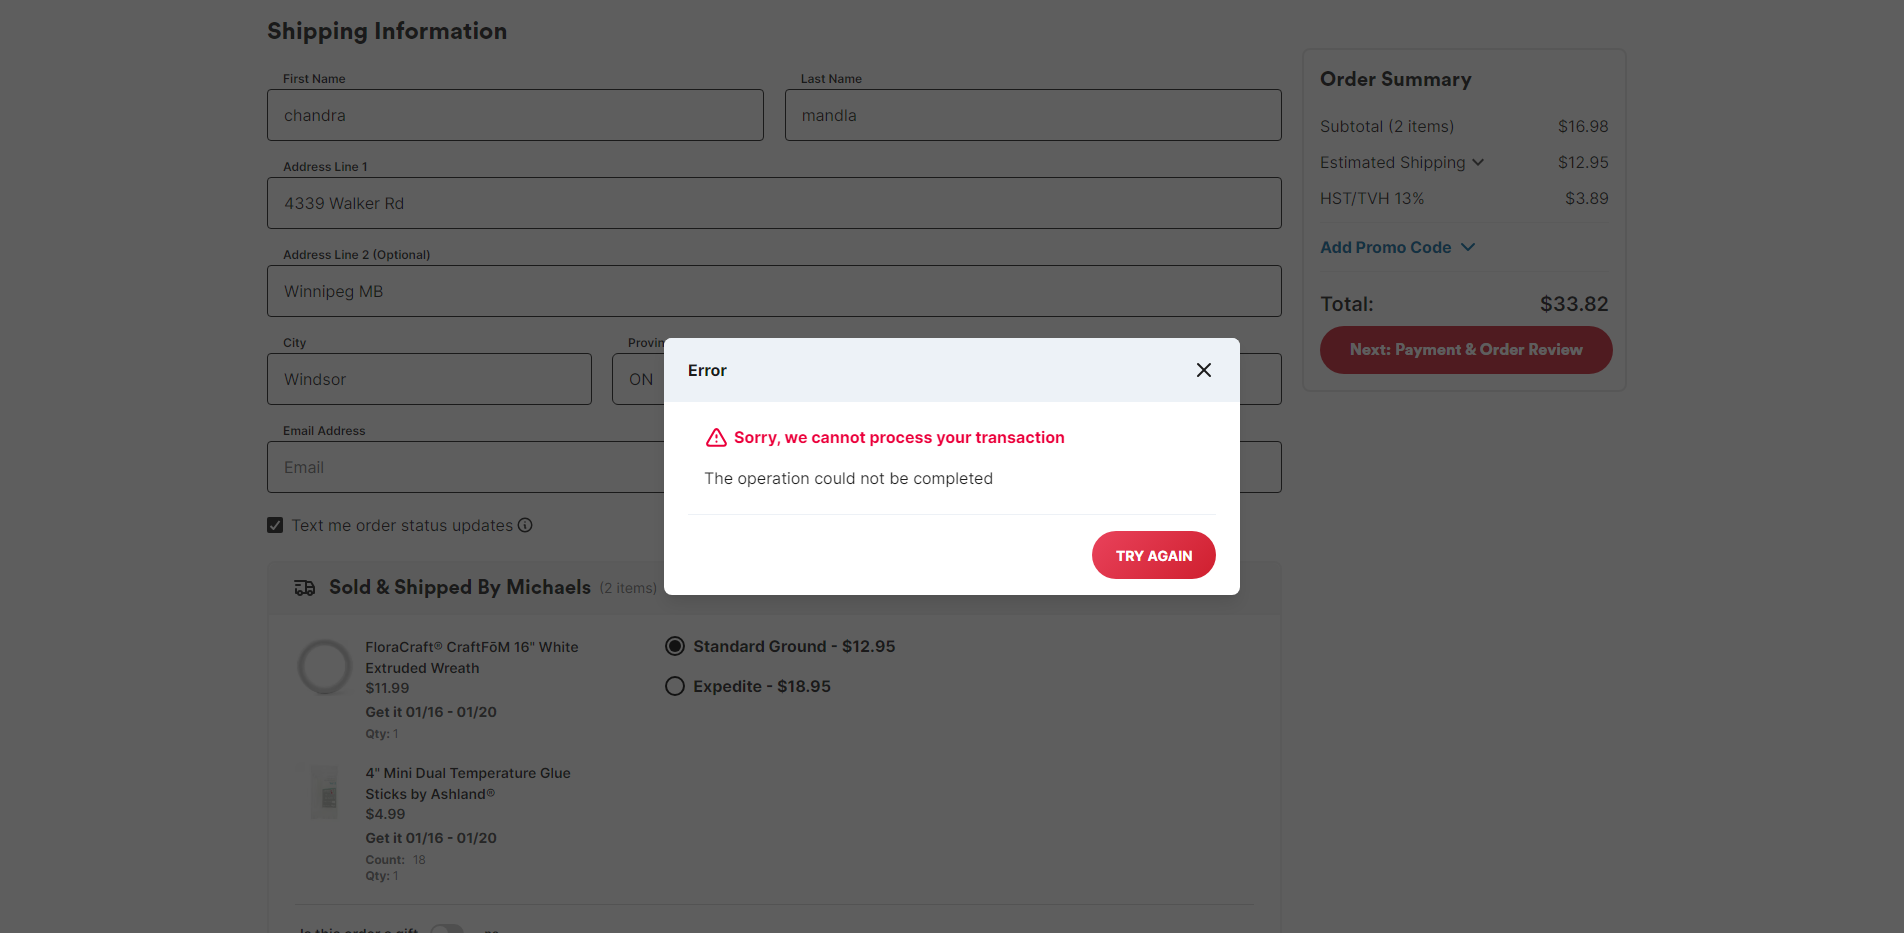 Shipping Information
First Name
Last Name
chandra
mandla
Address Line 1
4339 Walker Rd
Address Line 2 (Optional)
Winnipeg MB
City
Provin
Windsor
ON
Email Address
Email
Text me order status updates
Sold & Shipped By Michaels (2 items)
FloraCraft® CraftFōM 16" White
Extruded Wreath
$11.99
Get it 01/16 - 01/20
Qty: 1
Standard Ground - $12.95
Expedite - $18.95
4" Mini Dual Temperature Glue
Sticks by Ashland®
$4.99
Get it 01/16 - 01/20
Count: 18
Qty: 1
Is this order a gift
Order Summary
Subtotal (2 items) $16.98
Estimated Shipping $12.95
HST/TVH 13% $3.89
Add Promo Code
Total: $33.82
Next: Payment & Order Review
Error
Sorry, we cannot process your transaction
The operation could not be completed
TRY AGAIN